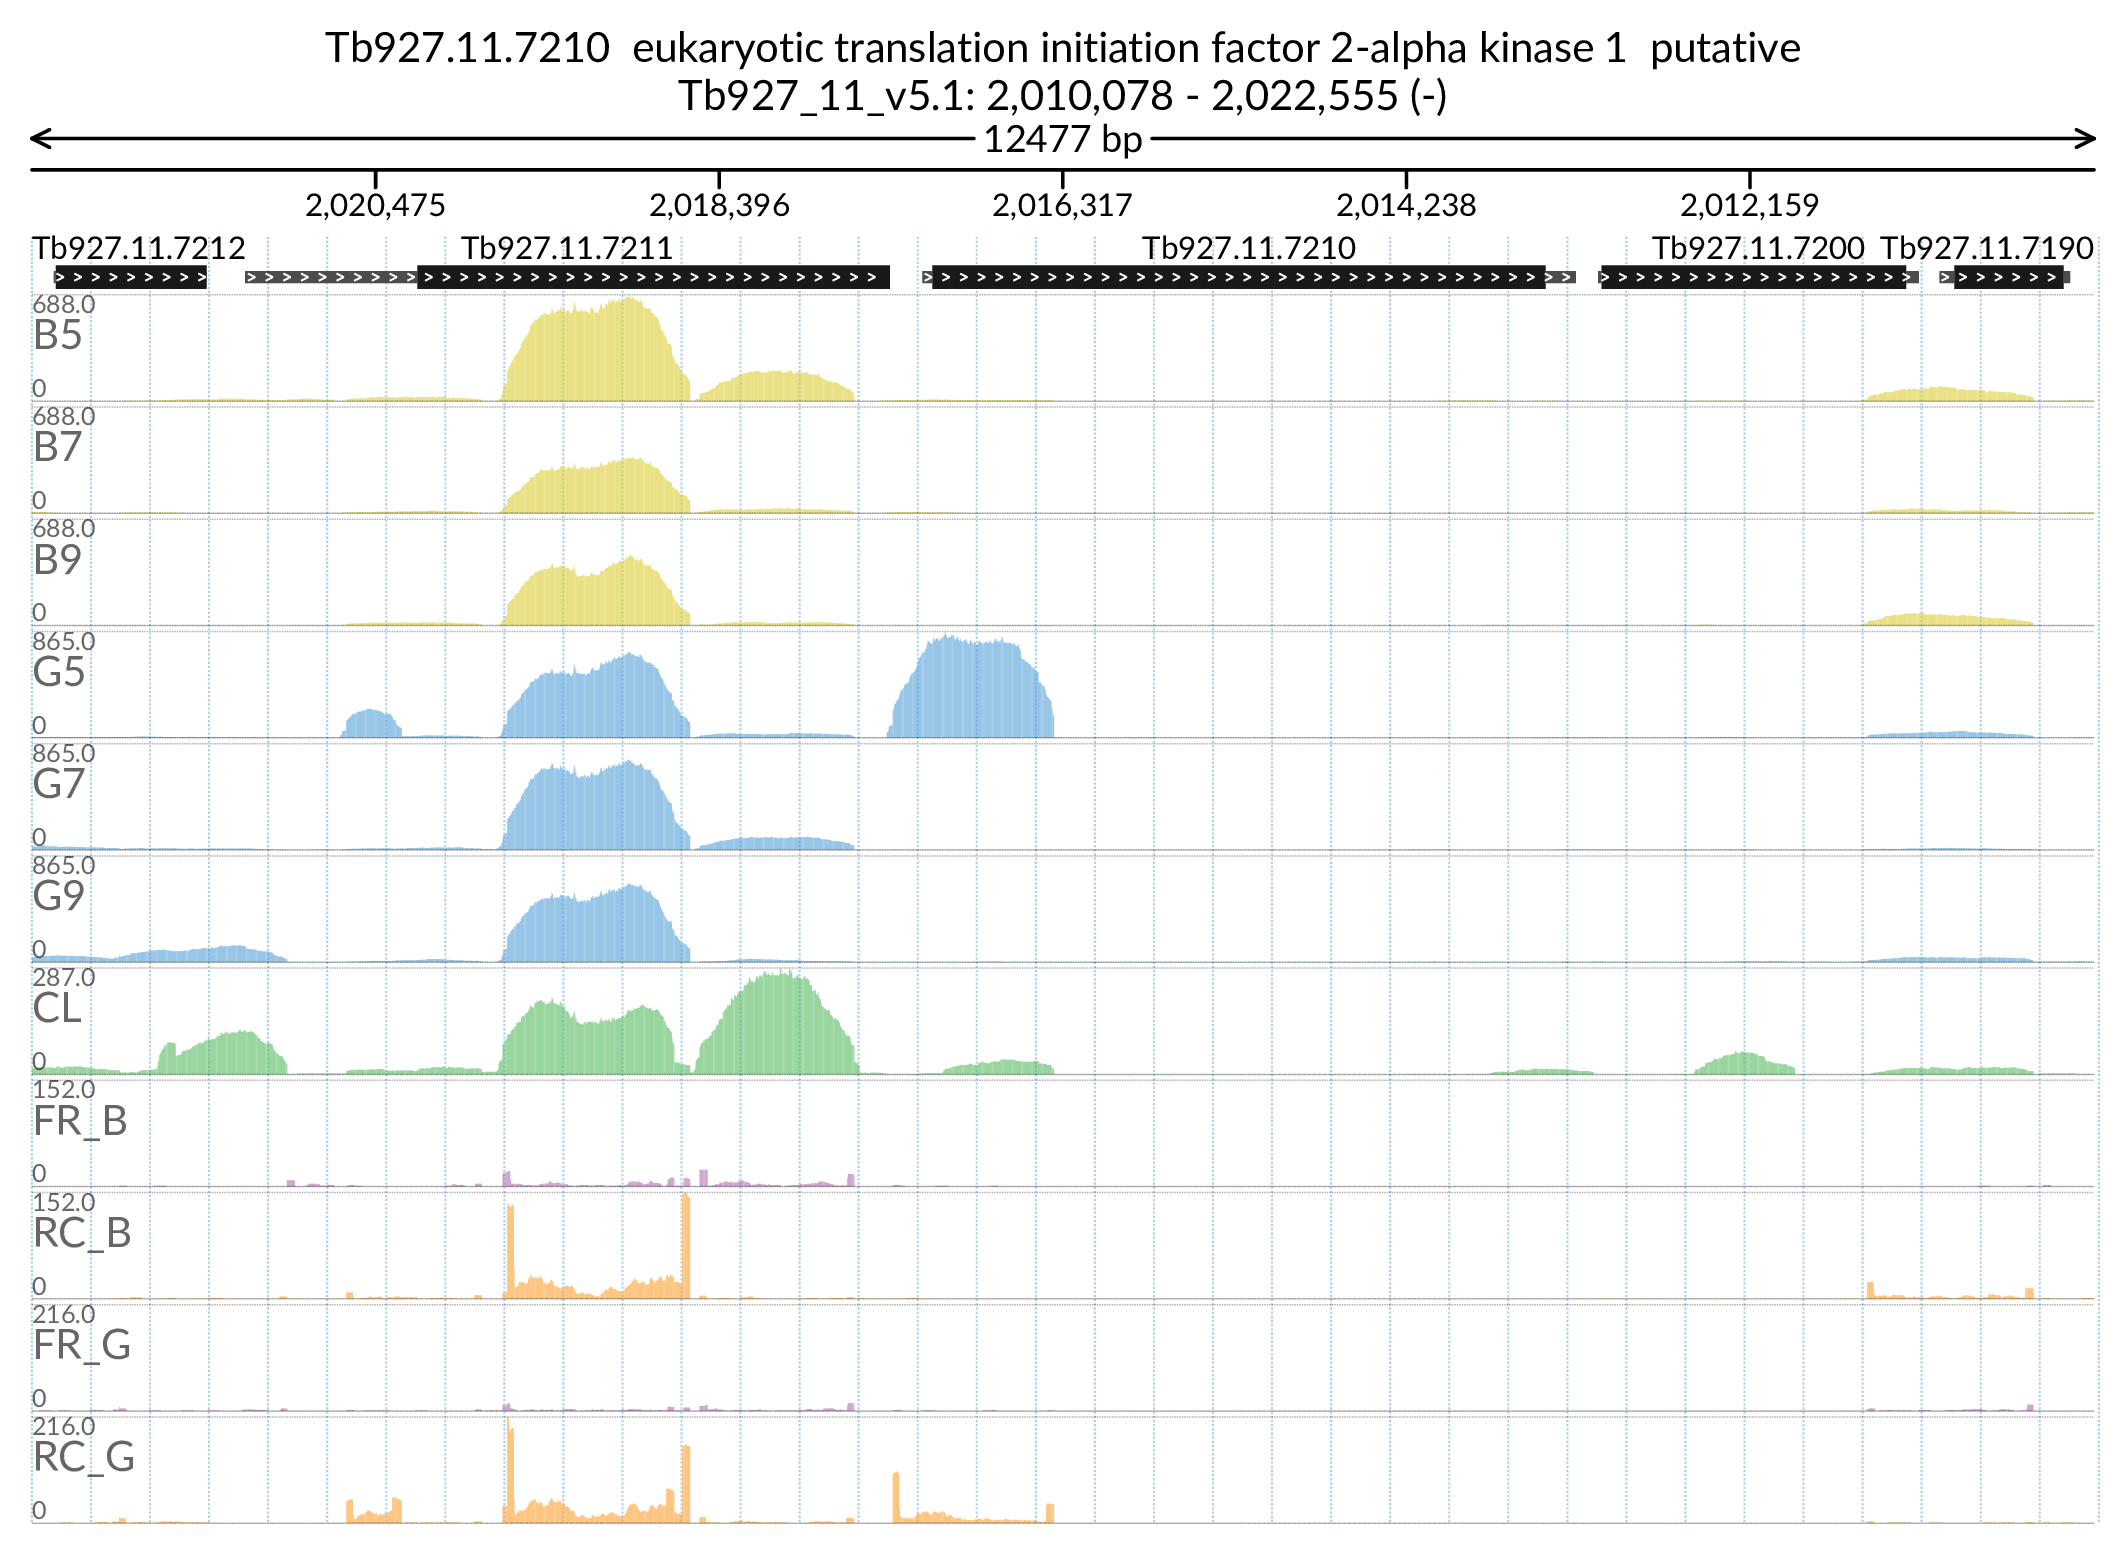 Tb927.11.7210  eukaryotic translation initiation factor 2-alpha kinase 1  putative
Tb927_11_v5.1: 2,010,078 - 2,022,555 (-)
12477 bp
2,020,475 2,018,396 2,016,317 2,014,238 2,012,159
Tb927.11.7212 Tb927.11.7211 Tb927.11.7210 Tb927.11.7200 Tb927.11.7190
688.0
B5
0
688.0
B7
0
688.0
B9
0
865.0
G5
0
865.0
G7
0
865.0
G9
0
287.0
CL
0
152.0
FR_B
0
152.0
RC_B
0
216.0
FR_G
0
216.0
RC_G
0